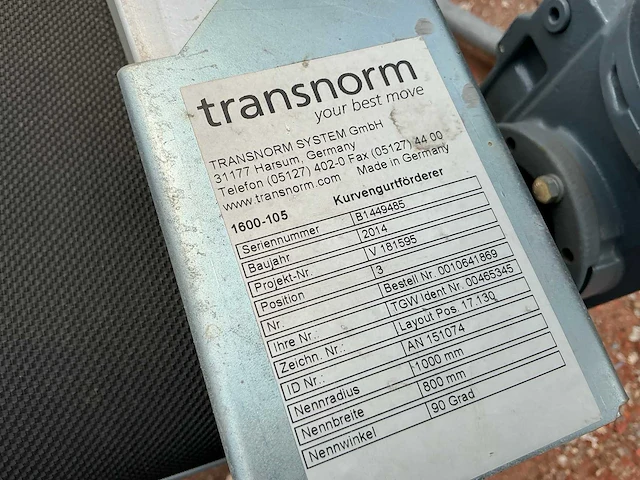 transnorm
your best move
TRANSNORM SYSTEM GmbH
31177 Harsum, Germany
Telefon (05127) 402-0 Fax (05127) 44 00
www.transnorm.com Made in Germany
1600-105 Kurvengurtförderer
Seriennummer B1449485
Baujahr 2014
Projekt-Nr. V 181595
Position 3
Nr. Bestell Nr. 0010641869
Ihre Nr.: TGW Ident Nr. 00465345
Zeichn. Nr.: Layout Pos. 17.130
ID Nr.: AN 151074
Nennradius 1000 mm
Nennbreite 800 mm
Nennwinkel 90 Grad